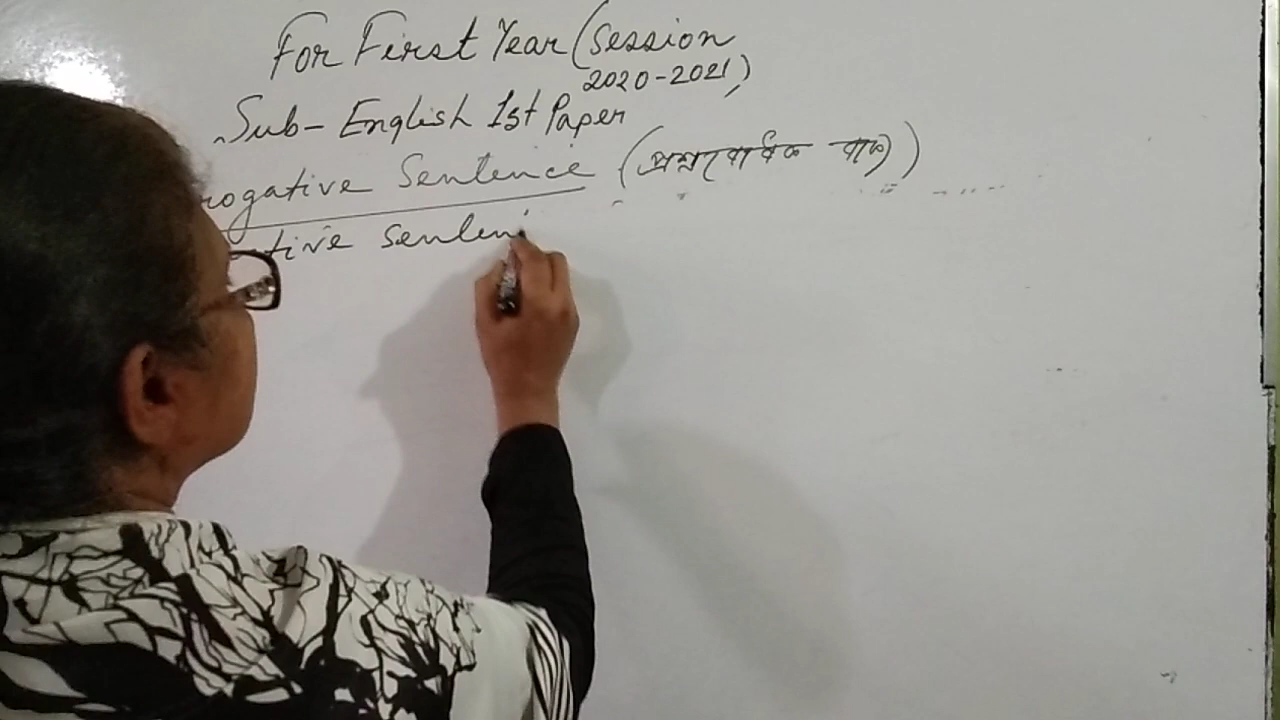 For First Year (Session
2020-2021)
Sub- English 1st Paper
rogative Sentence (প্রশ্নবোধক বাক্য)
tive senten